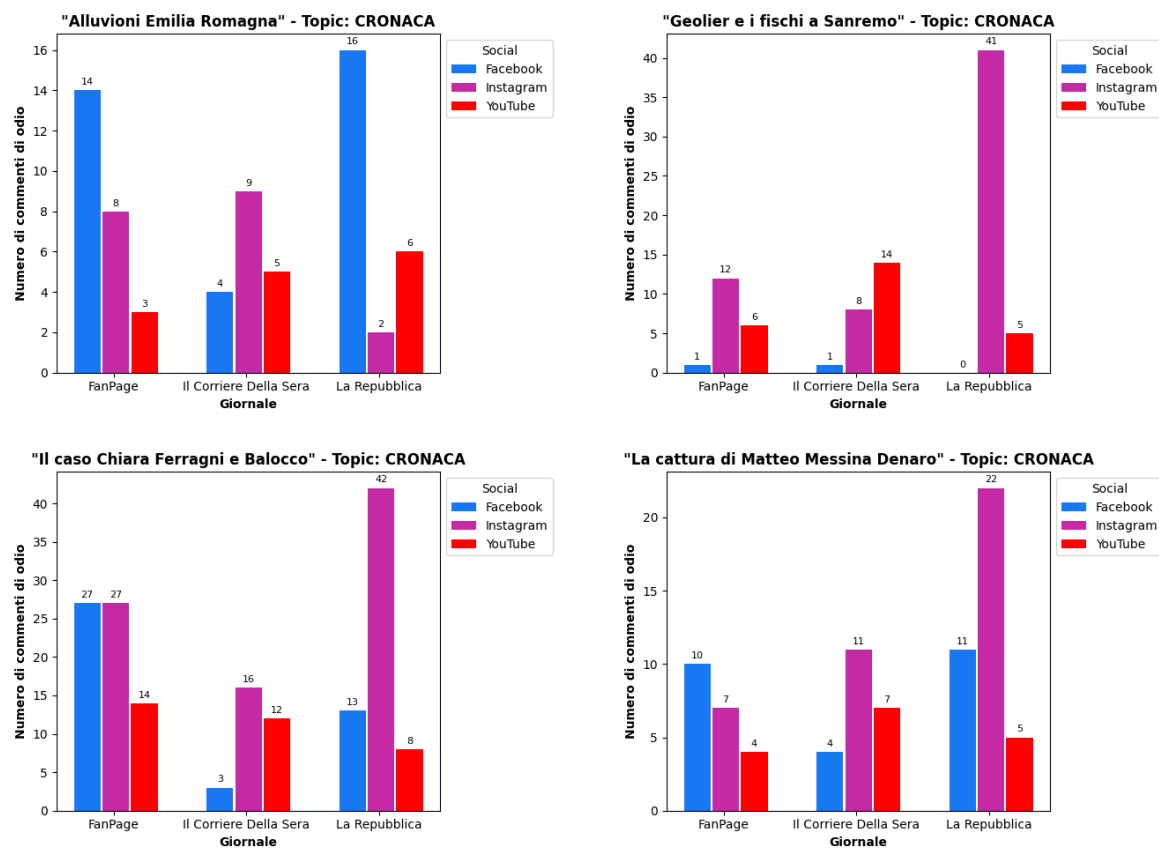 "Alluvioni Emilia Romagna" - Topic: CRONACA
Numero di commenti di odio
16
14
12
10
8
6
4
2
0
14
8
3
4
9
5
16
2
6
FanPage
Il Corriere Della Sera
La Repubblica
Giornale
Social
Facebook
Instagram
YouTube
"Geolier e i fischi a Sanremo" - Topic: CRONACA
Numero di commenti di odio
40
35
30
25
20
15
10
5
0
1
12
6
1
8
14
0
41
5
FanPage
Il Corriere Della Sera
La Repubblica
Giornale
Social
Facebook
Instagram
YouTube
"Il caso Chiara Ferragni e Balocco" - Topic: CRONACA
Numero di commenti di odio
40
35
30
25
20
15
10
5
0
27
27
14
3
16
12
13
42
8
FanPage
Il Corriere Della Sera
La Repubblica
Giornale
Social
Facebook
Instagram
YouTube
"La cattura di Matteo Messina Denaro" - Topic: CRONACA
Numero di commenti di odio
20
15
10
5
0
10
7
4
4
11
7
11
22
5
FanPage
Il Corriere Della Sera
La Repubblica
Giornale
Social
Facebook
Instagram
YouTube